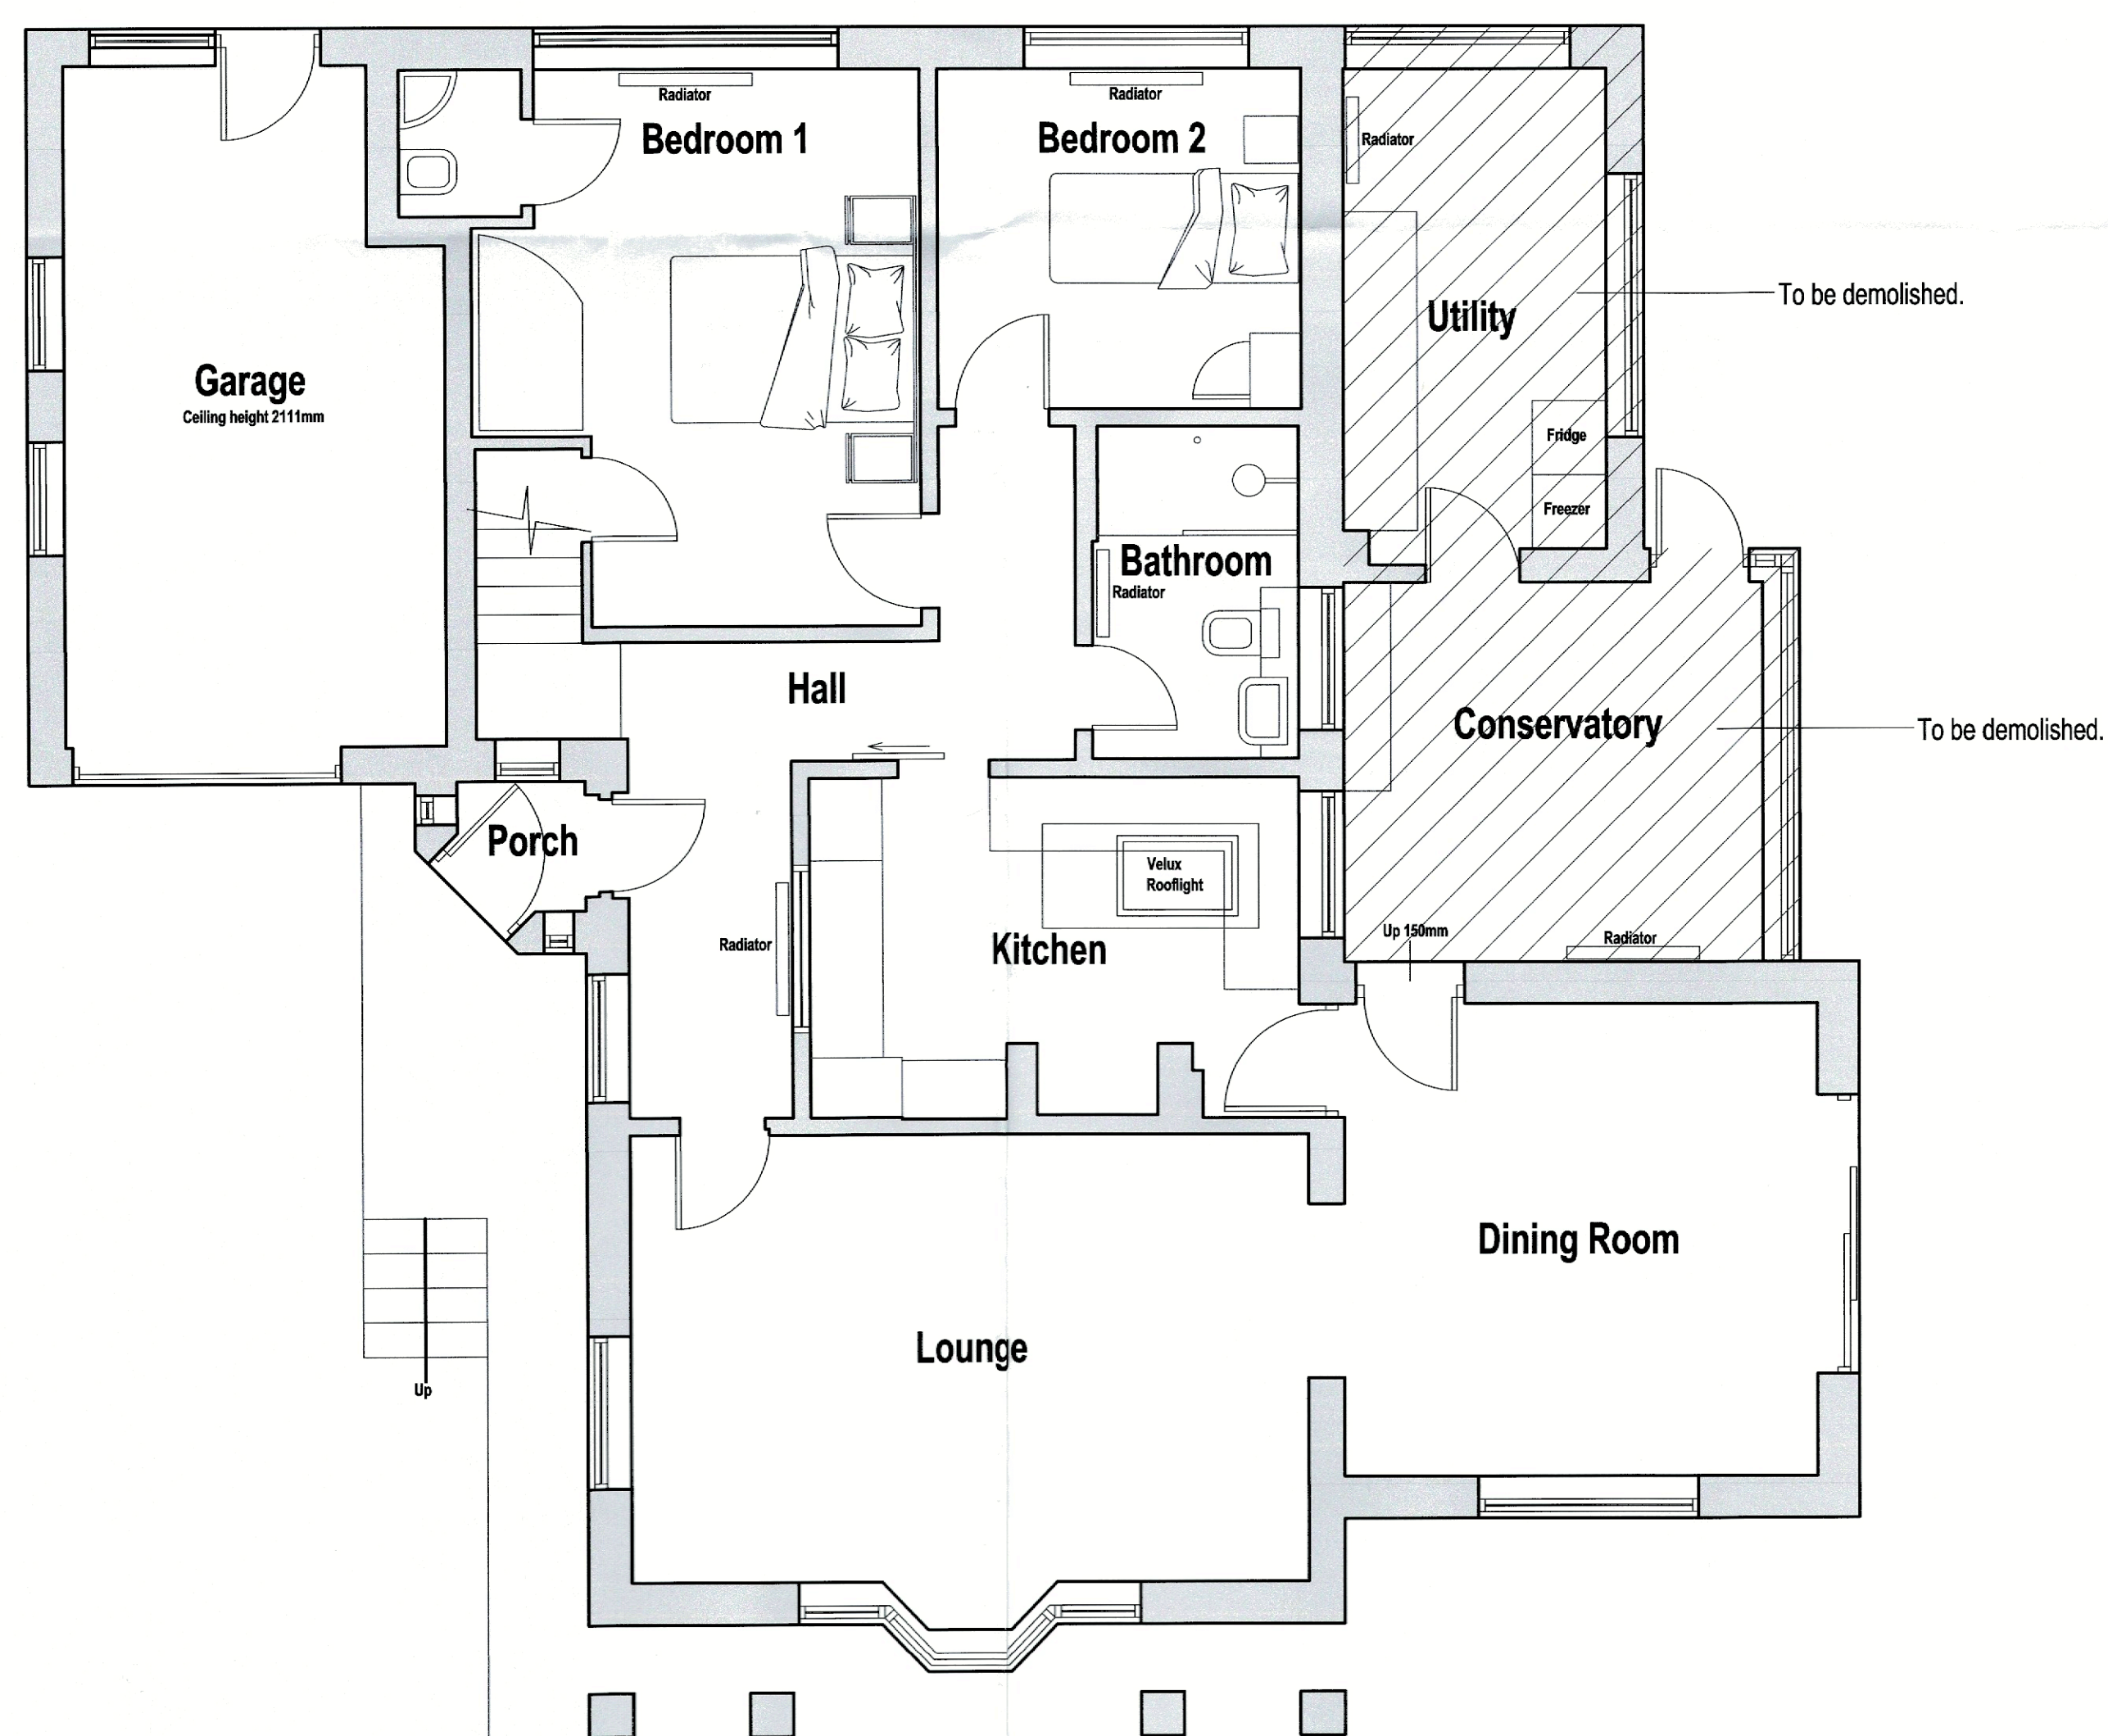 Radiator
Radiator
Bedroom 1
Bedroom 2
Radiator
To be demolished.
Utility
Garage
Ceiling height 2111mm
Fridge
Freezer
Bathroom
Radiator
Hall
Conservatory
To be demolished.
Porch
Velux
Rooflight
Radiator
Kitchen
Up 150mm
Radiator
Dining Room
Lounge
Up